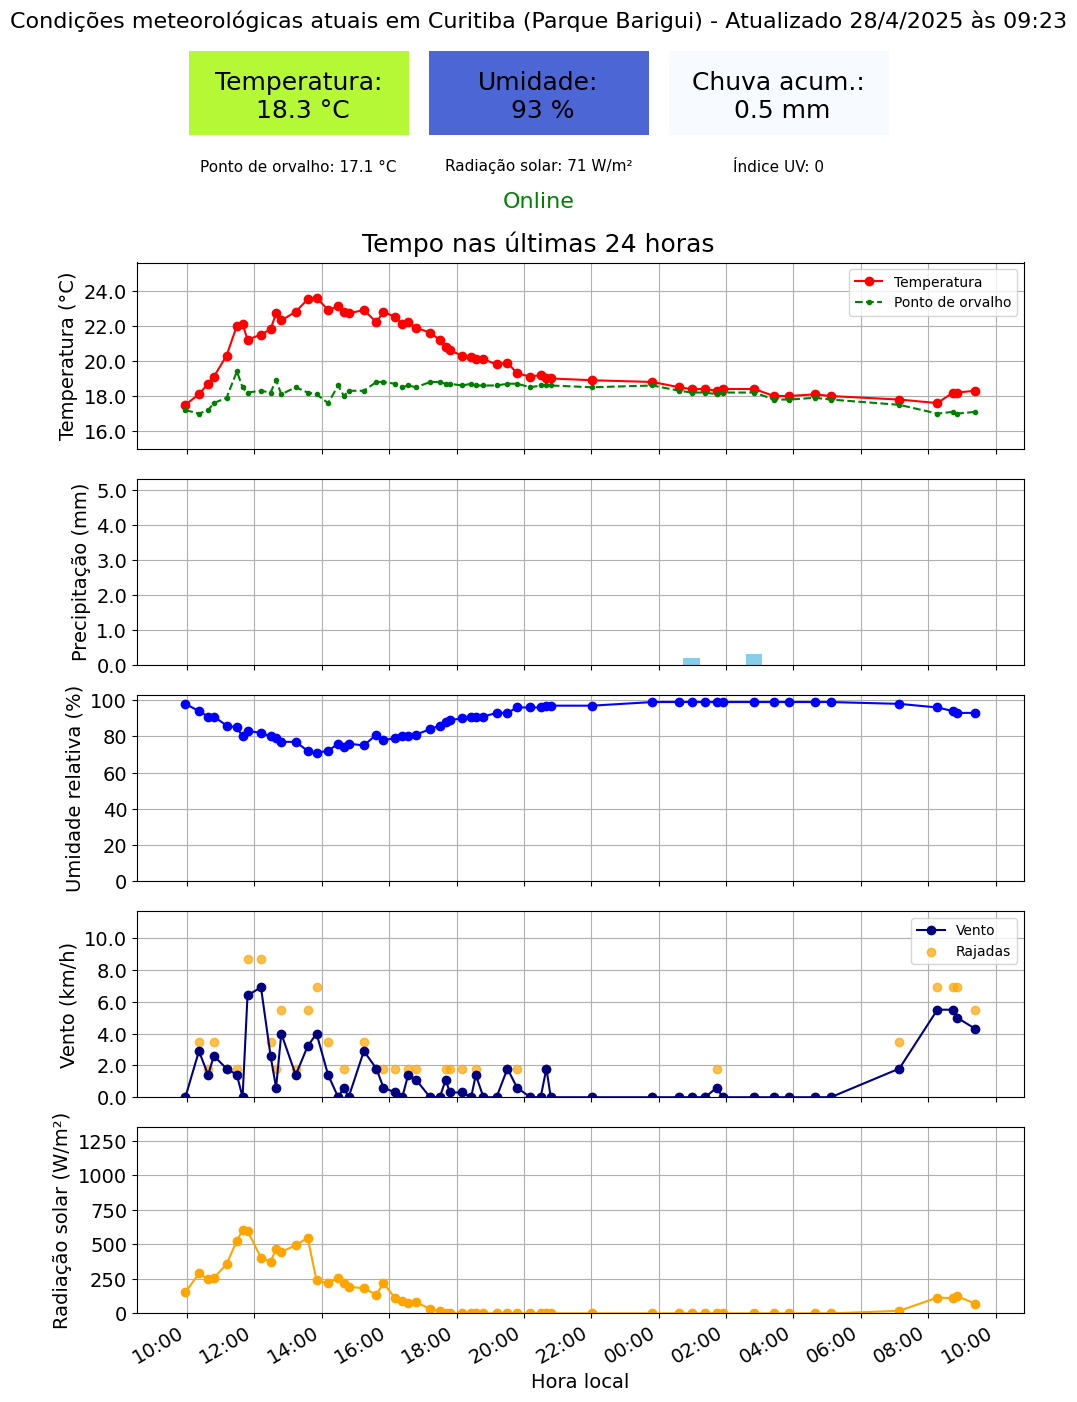 Condições meteorológicas atuais em Curitiba (Parque Barigui) - Atualizado 28/4/2025 às 09:23
Temperatura:
18.3 °C
Umidade:
93 %
Chuva acum.:
0.5 mm
Ponto de orvalho: 17.1 °C
Radiação solar: 71 W/m²
Índice UV: 0
Online
Tempo nas últimas 24 horas
Temperatura (°C)
24.0
22.0
20.0
18.0
16.0
Temperatura
Ponto de orvalho
Precipitação (mm)
5.0
4.0
3.0
2.0
1.0
0.0
Umidade relativa (%)
100
80
60
40
20
0
Vento (km/h)
10.0
8.0
6.0
4.0
2.0
0.0
Vento
Rajadas
Radiação solar (W/m²)
1250
1000
750
500
250
0
10:00
12:00
14:00
16:00
18:00
20:00
22:00
00:00
02:00
04:00
06:00
08:00
10:00
Hora local